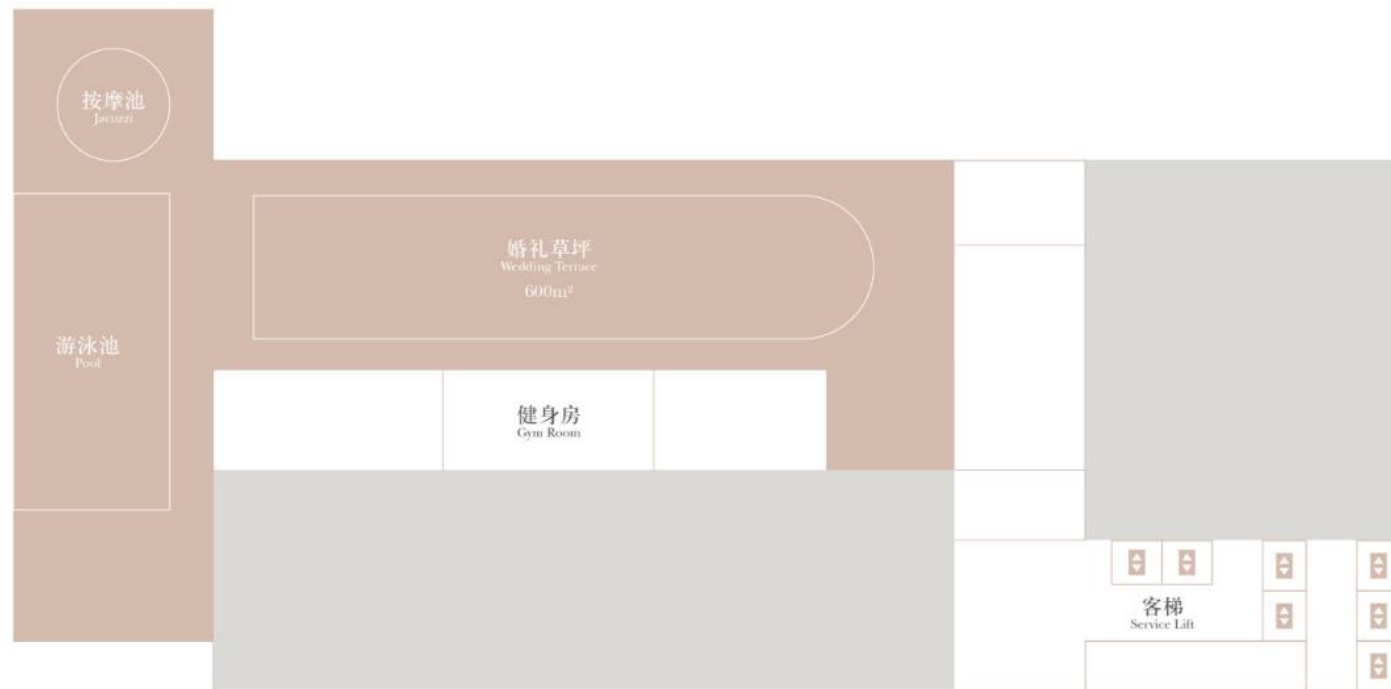 按摩池
Jacuzzi
婚礼草坪
Wedding Terrace
600m²
游泳池
Pool
健身房
Gym Room
客梯
Service Lift